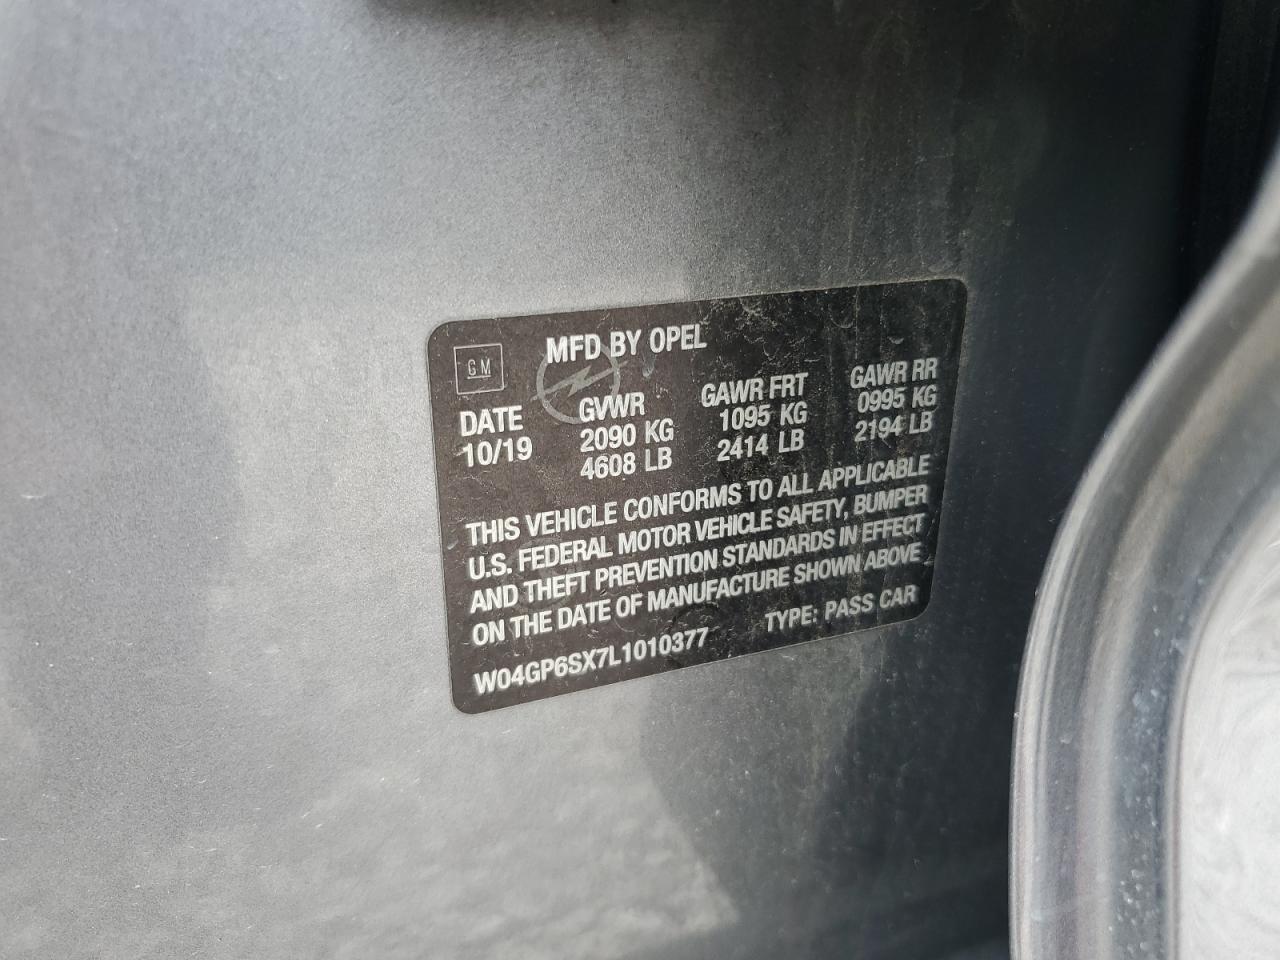 GM
MFD BY OPEL
DATE GVWR GAWR FRT GAWR RR
10/19 2090 KG 1095 KG 0995 KG
4608 LB 2414 LB 2194 LB
THIS VEHICLE CONFORMS TO ALL APPLICABLE
U.S. FEDERAL MOTOR VEHICLE SAFETY, BUMPER
AND THEFT PREVENTION STANDARDS IN EFFECT
ON THE DATE OF MANUFACTURE SHOWN ABOVE
W04GP6SX7L1010377 TYPE: PASS CAR